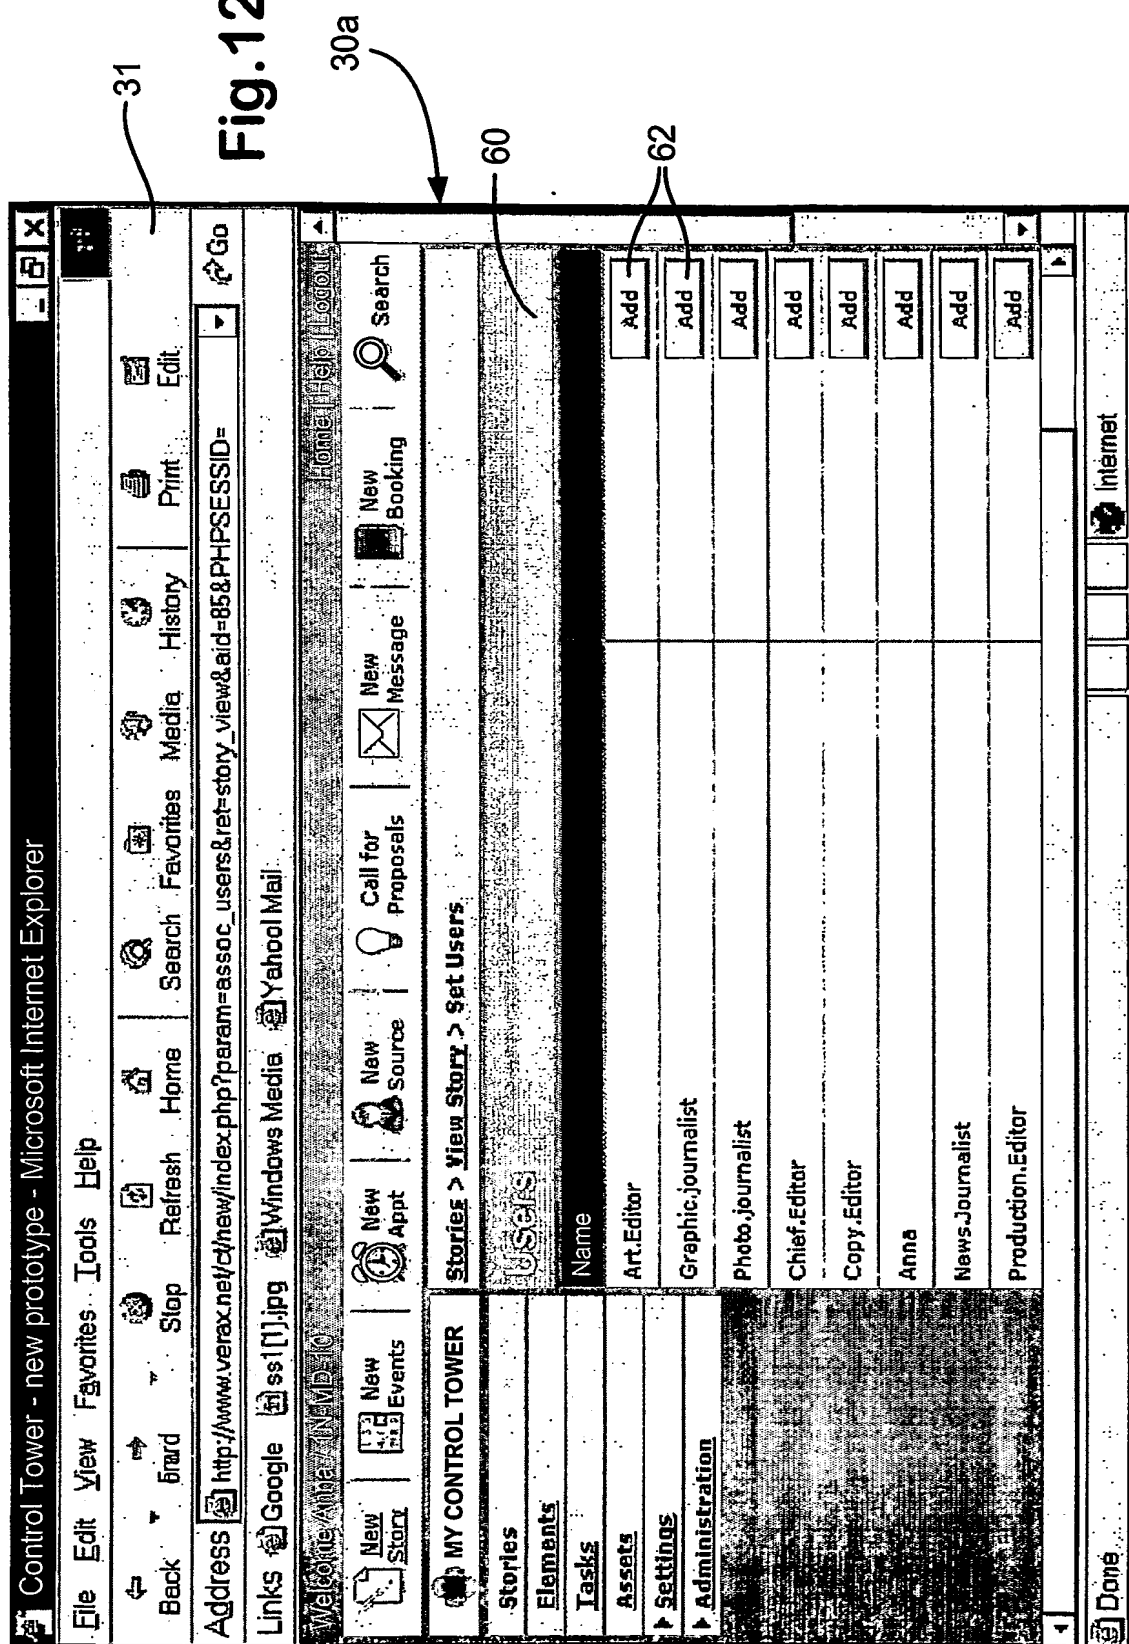 Fig.12
31
30a
60
62
Control Tower - new prototype - Microsoft Internet Explorer
File Edit View Favorites Tools Help
Back Stop Refresh Home Search Favorites Media History Print Edit
Address http://www.verax.net/ct/new/index.php?param=assoc_users&ret=story_view&aid=85&PHPSESSID= Go
Links Google ssl[1].jpg Windows Media Yahoo! Mail
Home | Help | Logout
New Story New Events New Appt New Source Call for Proposals New Message New Booking Search
MY CONTROL TOWER
Stories
Elements
Tasks
Assets
Settings
Administration
Stories > View Story > Set Users
Users
Name
Art.Editor Add
Graphic.journalist Add
Photo.journalist Add
Chief.Editor Add
Copy.Editor Add
Anna Add
News.Journalist Add
Production.Editor Add
Done Internet